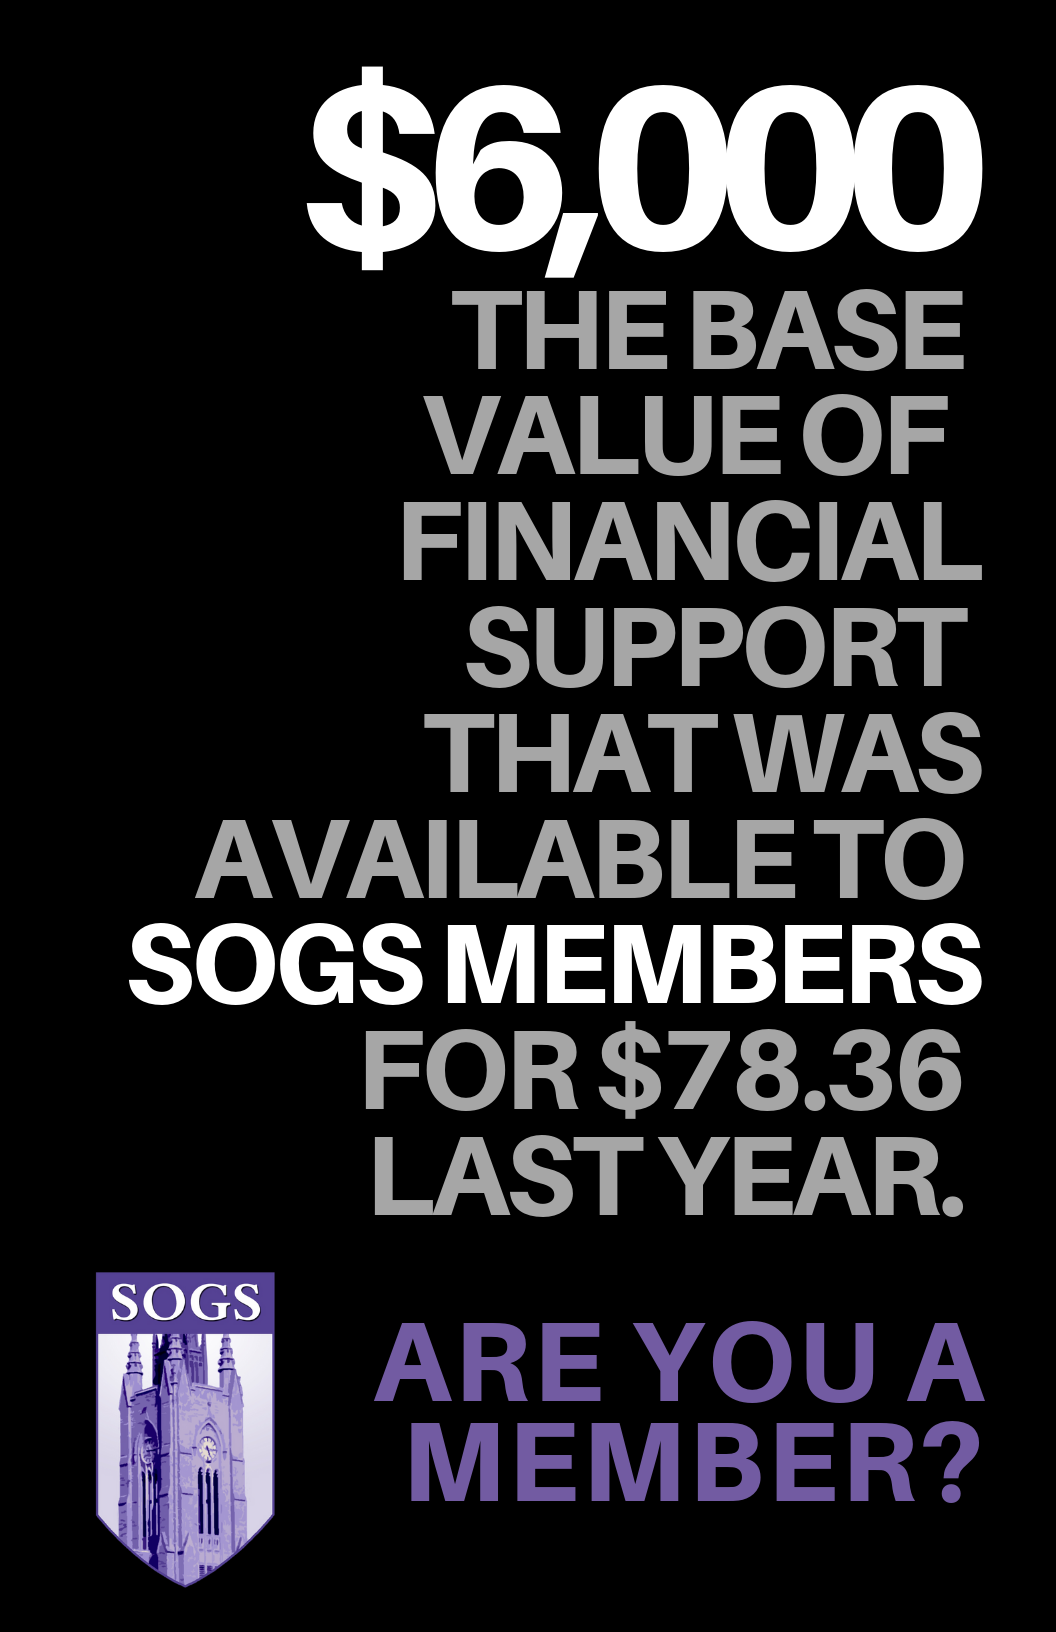 $6,000
THE BASE
VALUE OF
FINANCIAL
SUPPORT
THAT WAS
AVAILABLE TO
SOGS MEMBERS
FOR $78.36
LAST YEAR.
SOGS
ARE YOU A
MEMBER?